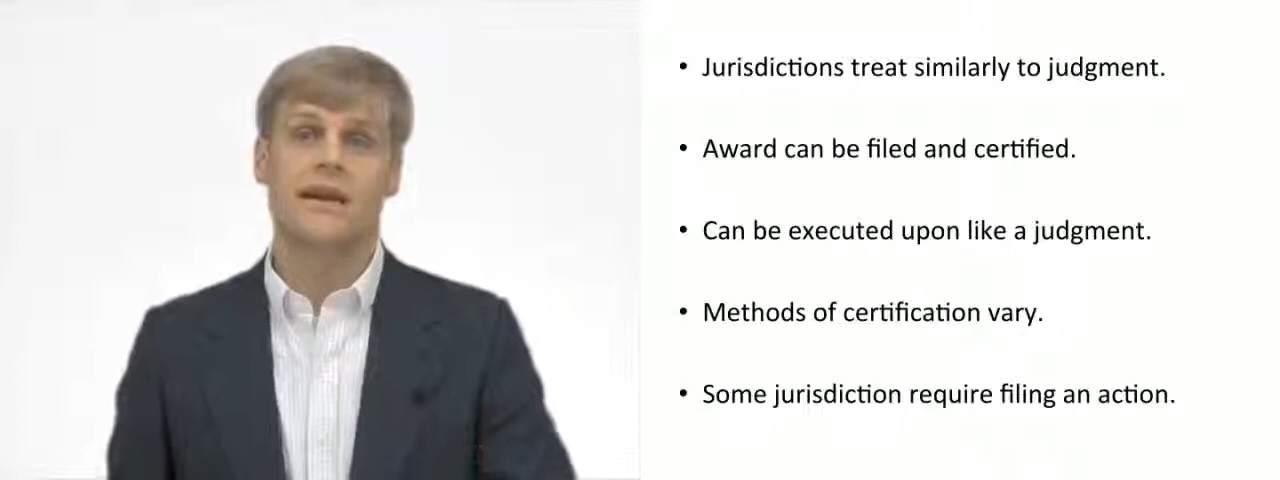 • Jurisdictions treat similarly to judgment.
• Award can be filed and certified.
• Can be executed upon like a judgment.
• Methods of certification vary.
• Some jurisdiction require filing an action.